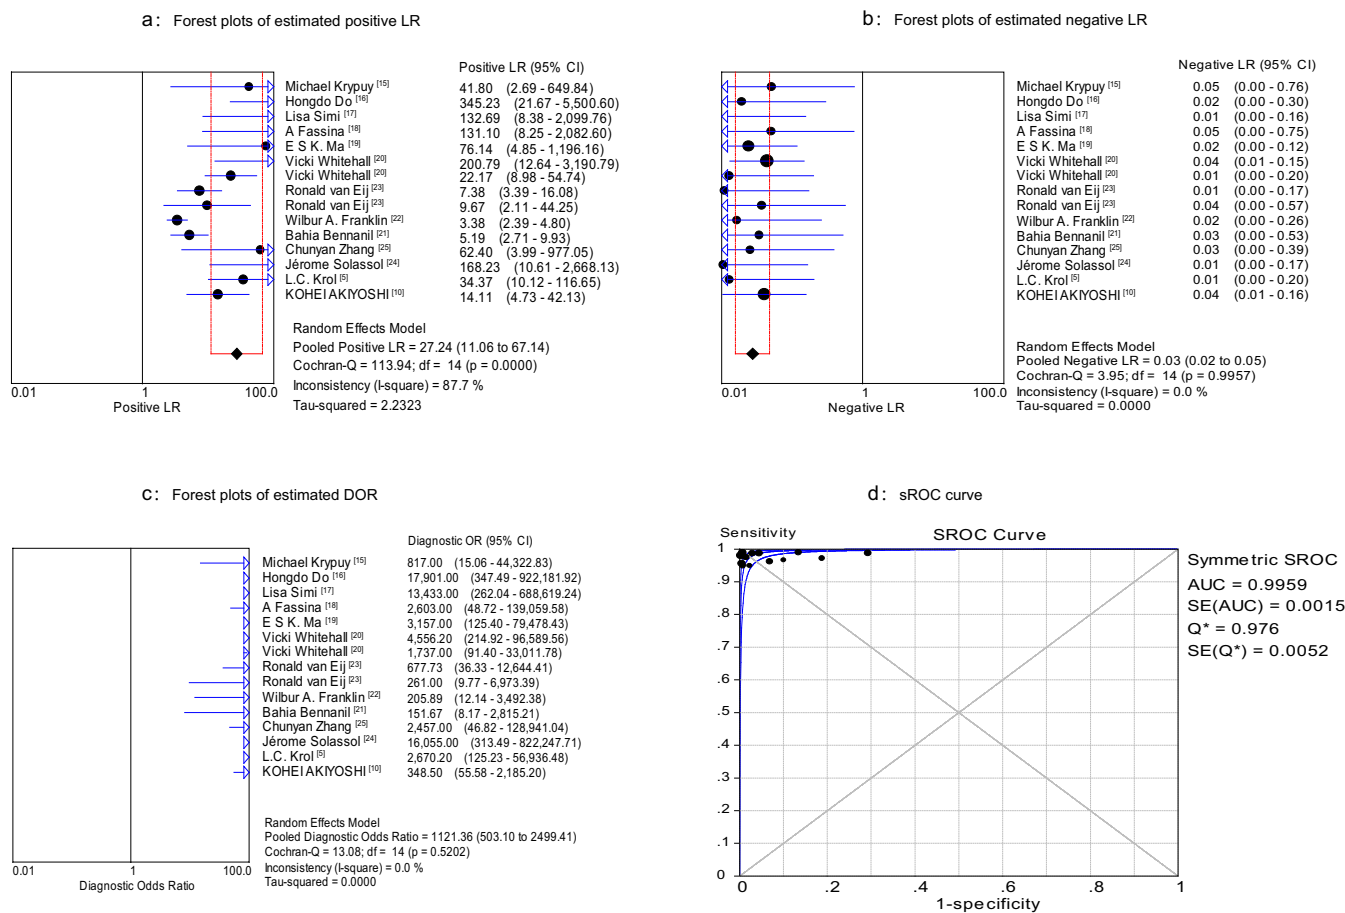 a: Forest plots of estimated positive LR
Positive LR (95% CI)
Michael Krypuy [15] 41.80 (2.69 - 649.84)
Hongdo Do [16] 345.23 (21.67 - 5,500.60)
Lisa Simi [17] 132.69 (8.38 - 2,099.76)
A Fassina [18] 131.10 (8.25 - 2,082.60)
E S K. Ma [19] 76.14 (4.85 - 1,196.16)
Vicki Whitehall [20] 200.79 (12.64 - 3,190.79)
Vicki Whitehall [20] 22.17 (8.98 - 54.74)
Ronald van Eij [23] 7.38 (3.39 - 16.08)
Ronald van Eij [23] 9.67 (2.11 - 44.25)
Wilbur A. Franklin [22] 3.38 (2.39 - 4.80)
Bahia Bennanil [21] 5.19 (2.71 - 9.93)
Chunyan Zhang [25] 62.40 (3.99 - 977.05)
Jérome Solassol [24] 168.23 (10.61 - 2,668.13)
L.C. Krol [5] 34.37 (10.12 - 116.65)
KOHEI AKIYOSHI [10] 14.11 (4.73 - 42.13)
Random Effects Model
Pooled Positive LR = 27.24 (11.06 to 67.14)
Cochran-Q = 113.94; df = 14 (p = 0.0000)
Inconsistency (I-square) = 87.7 %
Tau-squared = 2.2323
0.01 1 100.0
Positive LR
b: Forest plots of estimated negative LR
Negative LR (95% CI)
Michael Krypuy [15] 0.05 (0.00 - 0.76)
Hongdo Do [16] 0.02 (0.00 - 0.30)
Lisa Simi [17] 0.01 (0.00 - 0.16)
A Fassina [18] 0.05 (0.00 - 0.75)
E S K. Ma [19] 0.02 (0.00 - 0.12)
Vicki Whitehall [20] 0.04 (0.01 - 0.15)
Vicki Whitehall [20] 0.01 (0.00 - 0.20)
Ronald van Eij [23] 0.01 (0.00 - 0.17)
Ronald van Eij [23] 0.04 (0.00 - 0.57)
Wilbur A. Franklin [22] 0.02 (0.00 - 0.26)
Bahia Bennanil [21] 0.03 (0.00 - 0.53)
Chunyan Zhang [25] 0.03 (0.00 - 0.39)
Jérome Solassol [24] 0.01 (0.00 - 0.17)
L.C. Krol [5] 0.01 (0.00 - 0.20)
KOHEI AKIYOSHI [10] 0.04 (0.01 - 0.16)
Random Effects Model
Pooled Negative LR = 0.03 (0.02 to 0.05)
Cochran-Q = 3.95; df = 14 (p = 0.9957)
Inconsistency (I-square) = 0.0 %
Tau-squared = 0.0000
0.01 1 100.0
Negative LR
c: Forest plots of estimated DOR
Diagnostic OR (95% CI)
Michael Krypuy [15] 817.00 (15.06 - 44,322.83)
Hongdo Do [16] 17,901.00 (347.49 - 922,181.92)
Lisa Simi [17] 13,433.00 (262.04 - 688,619.24)
A Fassina [18] 2,603.00 (48.72 - 139,059.58)
E S K. Ma [19] 3,157.00 (125.40 - 79,478.43)
Vicki Whitehall [20] 4,556.20 (214.92 - 96,589.56)
Vicki Whitehall [20] 1,737.00 (91.40 - 33,011.78)
Ronald van Eij [23] 677.73 (36.33 - 12,644.41)
Ronald van Eij [23] 261.00 (9.77 - 6,973.39)
Wilbur A. Franklin [22] 205.89 (12.14 - 3,492.38)
Bahia Bennanil [21] 151.67 (8.17 - 2,815.21)
Chunyan Zhang [25] 2,457.00 (46.82 - 128,941.04)
Jérome Solassol [24] 16,055.00 (313.49 - 822,247.71)
L.C. Krol [5] 2,670.20 (125.23 - 56,936.48)
KOHEI AKIYOSHI [10] 348.50 (55.58 - 2,185.20)
Random Effects Model
Pooled Diagnostic Odds Ratio = 1121.36 (503.10 to 2499.41)
Cochran-Q = 13.08; df = 14 (p = 0.5202)
Inconsistency (I-square) = 0.0 %
Tau-squared = 0.0000
0.01 1 100.0
Diagnostic Odds Ratio
d: sROC curve
Sensitivity
SROC Curve
1
.9
.8
.7
.6
.5
.4
.3
.2
.1
0
0 .2 .4 .6 .8 1
1-specificity
Symmetric SROC
AUC = 0.9959
SE(AUC) = 0.0015
Q* = 0.976
SE(Q*) = 0.0052